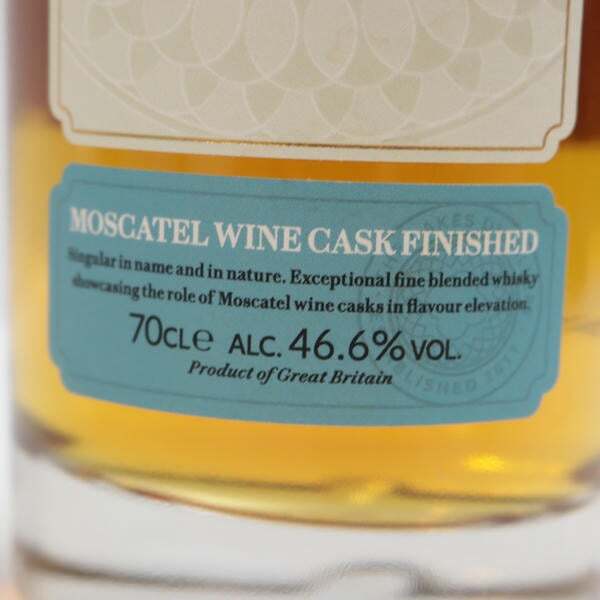 MOSCATEL WINE CASK FINISHED
Singular in name and in nature. Exceptional fine blended whisky
showcasing the role of Moscatel wine casks in flavour elevation.
70CLe ALC. 46.6% VOL.
Product of Great Britain